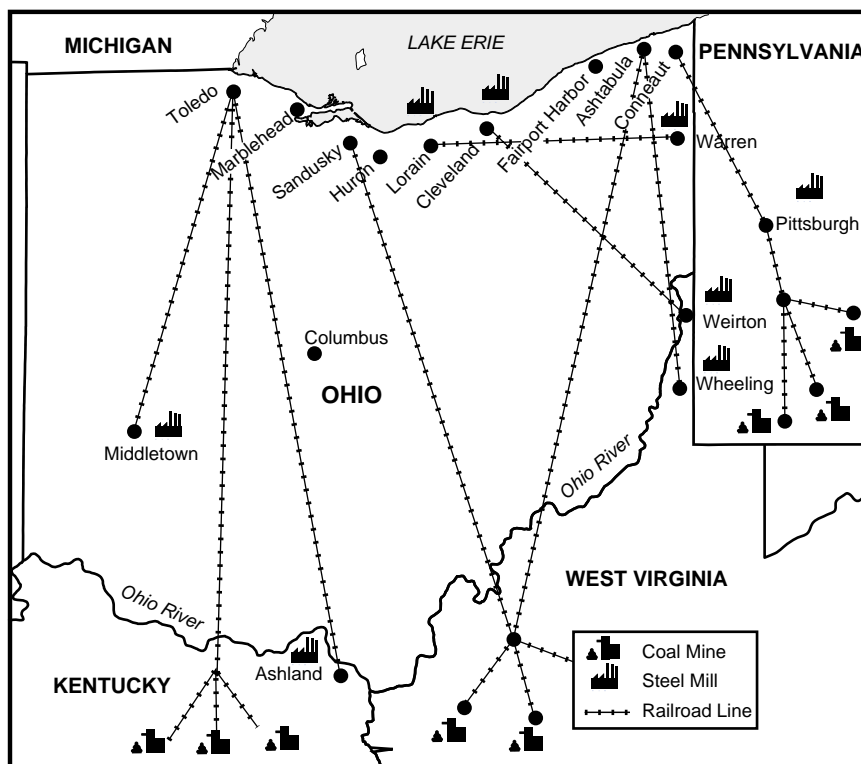 MICHIGAN
LAKE ERIE
PENNSYLVANIA
Toledo
Marblehead
Sandusky
Huron
Lorain
Cleveland
Fairport Harbor
Ashtabula
Conneaut
Warren
Pittsburgh
Weirton
Columbus
OHIO
Wheeling
Middletown
Ohio River
WEST VIRGINIA
Ohio River
KENTUCKY
Ashland
Coal Mine
Steel Mill
Railroad Line